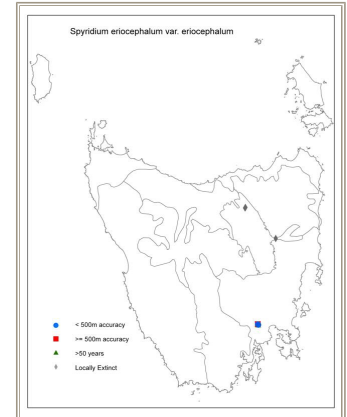 Spyridium eriocephalum var. eriocephalum
< 500m accuracy
>= 500m accuracy
>50 years
Locally Extinct